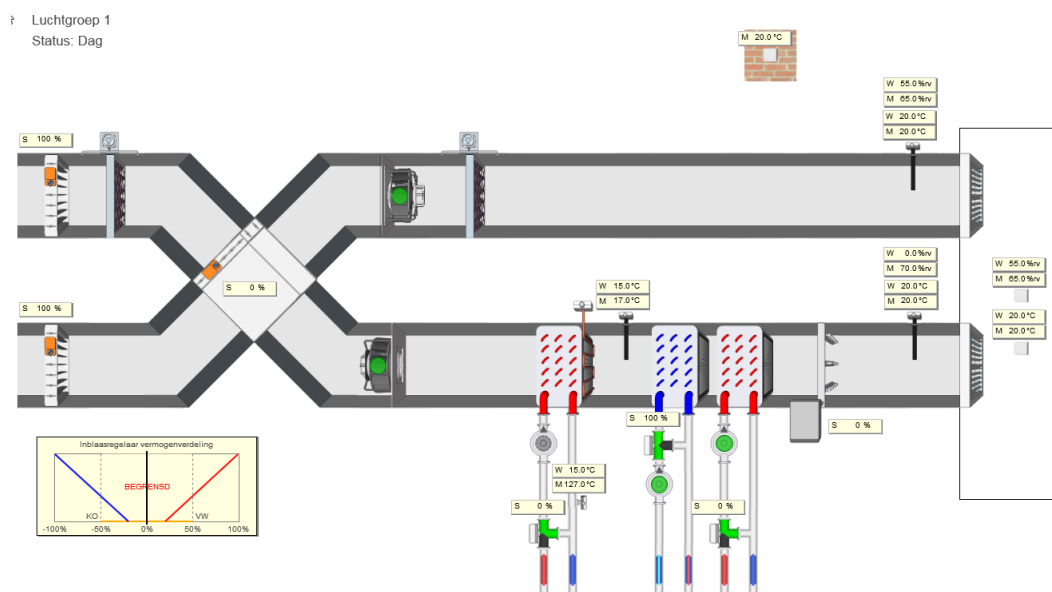 Luchtgroep 1
Status: Dag
M 20.0°C
W 55.0%rv
M 65.0%rv
W 20.0°C
M 20.0°C
S 100 %
S 0 %
W 0.0%rv
M 70.0%rv
W 20.0°C
M 20.0°C
W 55.0%rv
M 65.0%rv
W 20.0°C
M 20.0°C
W 15.0°C
M 17.0°C
S 100 %
S 100 %
S 0 %
Inblaasregelaar vermogenverdeling
BEGRENSD
KO VW
-100% -50% 0% 50% 100%
W 15.0°C
M 127.0°C
S 0 %
S 0 %